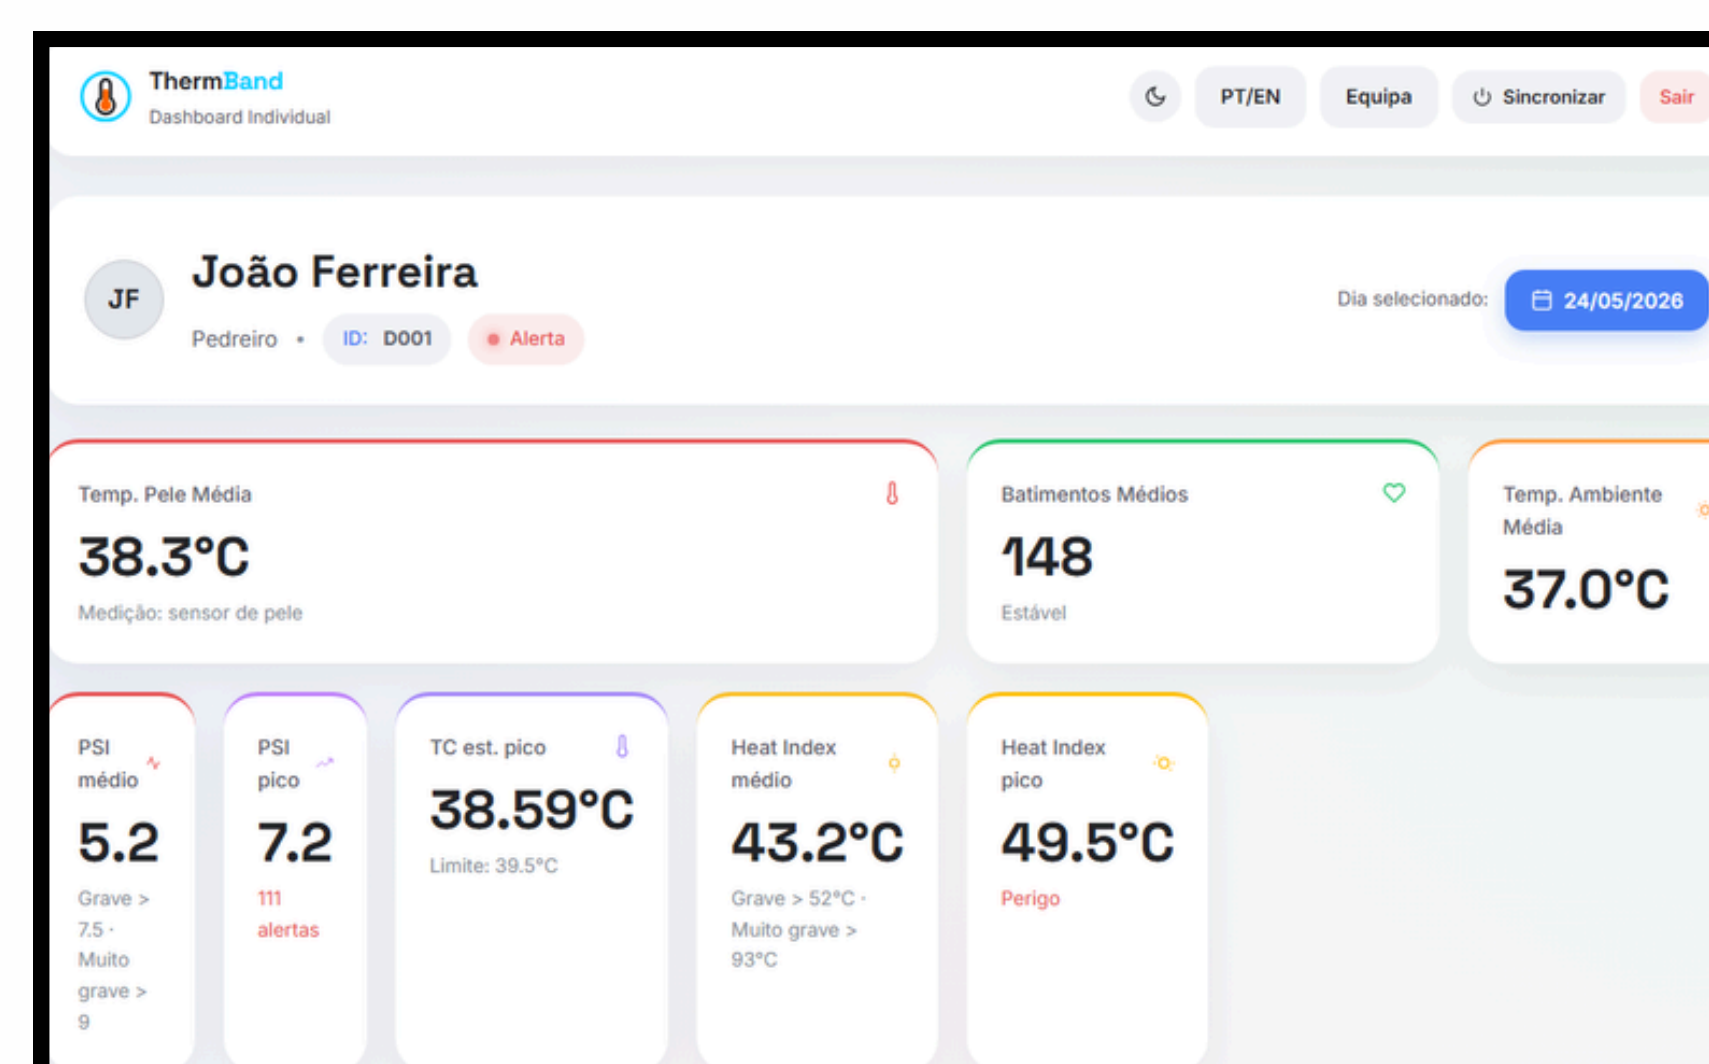 ThermBand
Dashboard Individual
PT/EN
Equipa
Sincronizar
Sair
JF
João Ferreira
Pedreiro • ID: D001 Alerta
Dia selecionado:
24/05/2026
Temp. Pele Média
38.3°C
Medição: sensor de pele
Batimentos Médios
148
Estável
Temp. Ambiente
Média
37.0°C
PSI
médio
5.2
Grave >
7.5 ·
Muito
grave >
9
PSI
pico
7.2
111
alertas
TC est. pico
38.59°C
Limite: 39.5°C
Heat Index
médio
43.2°C
Grave > 52°C ·
Muito grave >
93°C
Heat Index
pico
49.5°C
Perigo